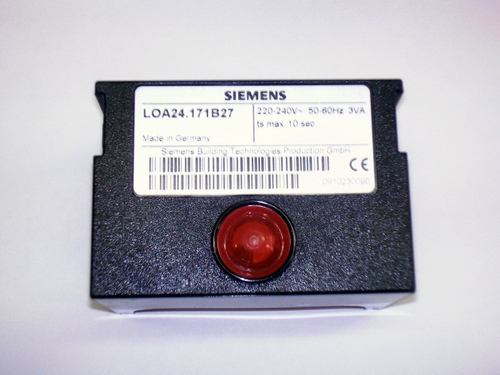 SIEMENS
LOA24.171B27
220-240V~ 50-60Hz 3VA
ts max. 10 sec.
Made in Germany
Siemens Building Technologies Production GmbH
CE